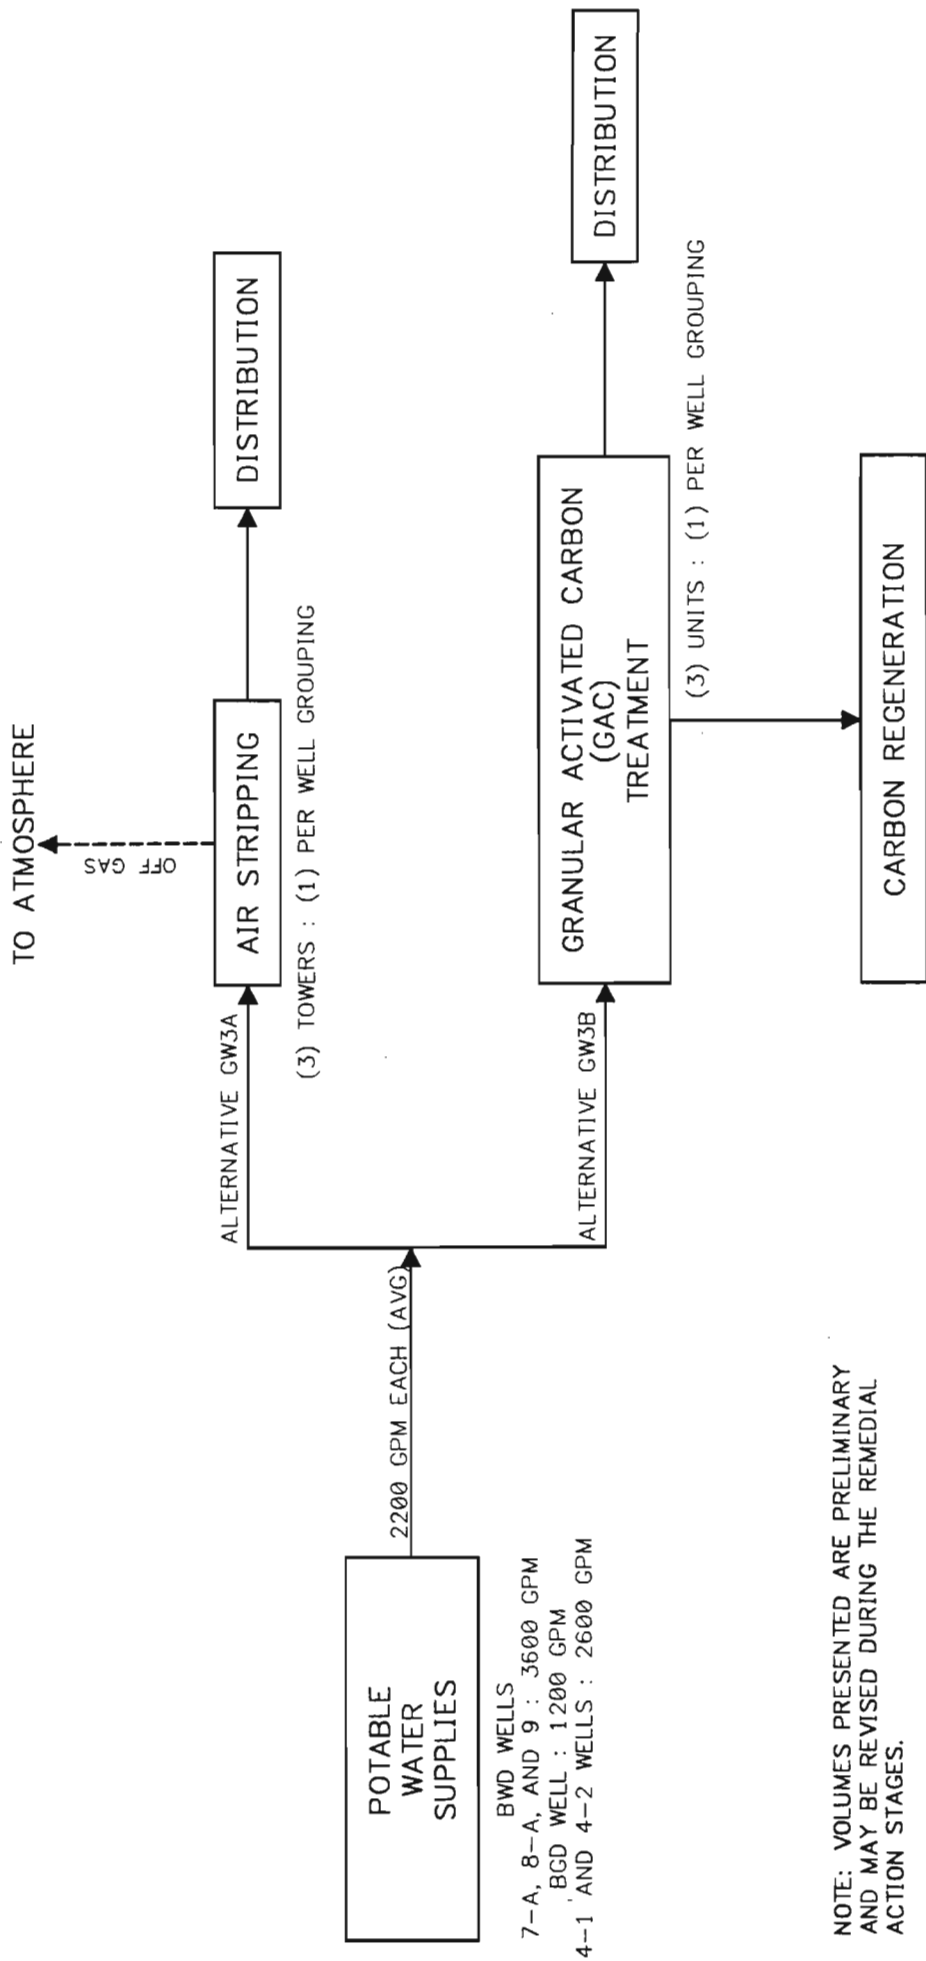 TO ATMOSPHERE
OFF GAS
ALTERNATIVE GW3A
AIR STRIPPING
DISTRIBUTION
(3) TOWERS : (1) PER WELL GROUPING
POTABLE
WATER
SUPPLIES
2200 GPM EACH (AVG)
BWD WELLS
7-A, 8-A, AND 9 : 3600 GPM
BGD WELL : 1200 GPM
4-1 AND 4-2 WELLS : 2600 GPM
ALTERNATIVE GW3B
GRANULAR ACTIVATED CARBON
(GAC)
TREATMENT
DISTRIBUTION
(3) UNITS : (1) PER WELL GROUPING
CARBON REGENERATION
NOTE: VOLUMES PRESENTED ARE PRELIMINARY
AND MAY BE REVISED DURING THE REMEDIAL
ACTION STAGES.